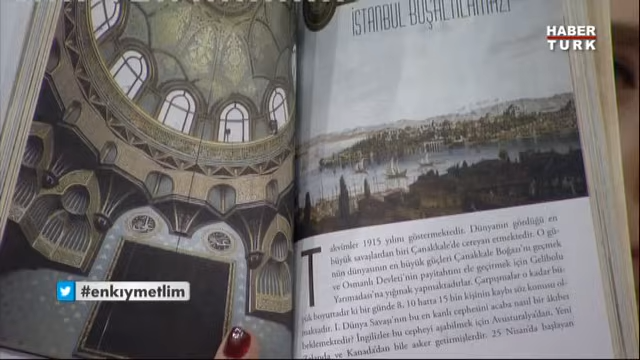 İSTANBUL BOŞALTILAMAZ!
HABER
TÜRK
Takvimler 1915 yılını göstermektedir. Dünyanın gördüğü en
büyük savaşlardan biri Çanakkale'de cereyan etmektedir. O gü-
nün dünyasının en büyük güçleri Çanakkale Boğazı'nı geçmek
ve Osmanlı Devleti'nin payitahtını ele geçirmek için Gelibolu
Yarımadası'na yığınak yapmaktadırlar. Çarpışmalar o kadar bü-
yük boyuttadır ki bir günde 8, 10 hatta 15 bin kişinin kaybı söz konusu ol-
maktadır. I. Dünya Savaşı'nın bu en kanlı cephesini acaba nasıl bir akıbet
beklemektedir? İngilizler bu cepheyi aşabilmek için Avusturalya'dan, Yeni
Zelanda ve Kanada'dan bile asker getirmişlerdir. 25 Nisan'da başlayan
#enkıymetlim